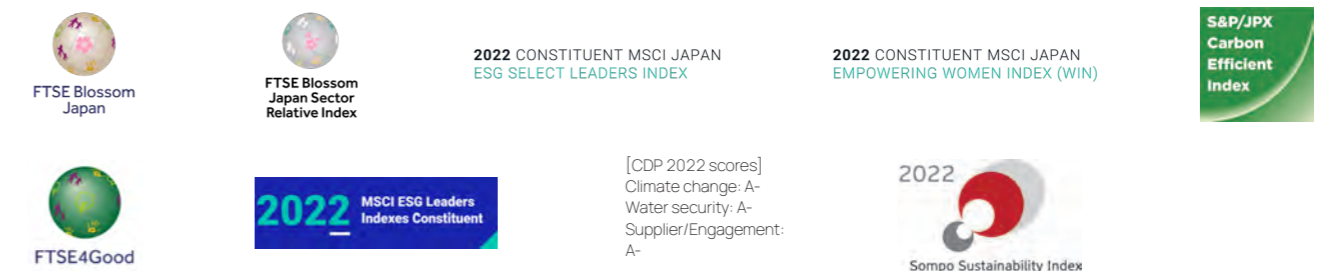 FTSE Blossom
Japan
FTSE Blossom
Japan Sector
Relative Index
2022 CONSTITUENT MSCI JAPAN
ESG SELECT LEADERS INDEX
2022 CONSTITUENT MSCI JAPAN
EMPOWERING WOMEN INDEX (WIN)
S&P/JPX
Carbon
Efficient
Index
FTSE4Good
2022 MSCI ESG Leaders
Indexes Constituent
[CDP 2022 scores]
Climate change: A-
Water security: A-
Supplier/Engagement:
A-
2022
Sompo Sustainability Index